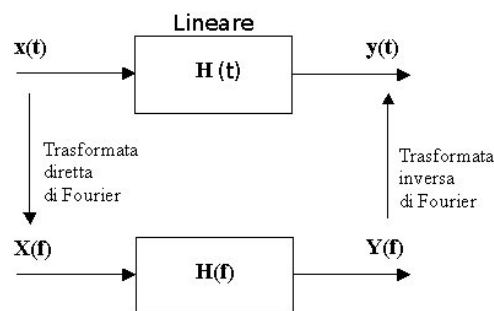 Lineare
x(t)
H (t)
y(t)
Trasformata
diretta
di Fourier
Trasformata
inversa
di Fourier
X(f)
H(f)
Y(f)